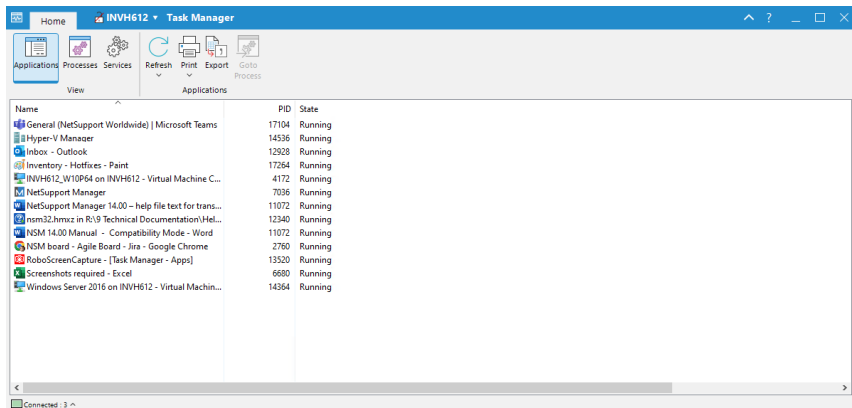 Home INVH612 Task Manager ?
Applications Processes Services Refresh Print Export Goto Process
View Applications
Name PID State
General (NetSupport Worldwide) | Microsoft Teams 17104 Running
Hyper-V Manager 14536 Running
Inbox - Outlook 12928 Running
Inventory - Hotfixes - Paint 17264 Running
INVH612_W10P64 on INVH612 - Virtual Machine C... 4172 Running
NetSupport Manager 7036 Running
NetSupport Manager 14.00 – help file text for trans... 11072 Running
nsm32.hmxz in R:\9 Technical Documentation\Hel... 12340 Running
NSM 14.00 Manual - Compatibility Mode - Word 11072 Running
NSM board - Agile Board - Jira - Google Chrome 2760 Running
RoboScreenCapture - [Task Manager - Apps] 13520 Running
Screenshots required - Excel 6680 Running
Windows Server 2016 on INVH612 - Virtual Machin... 14364 Running
Connected : 3